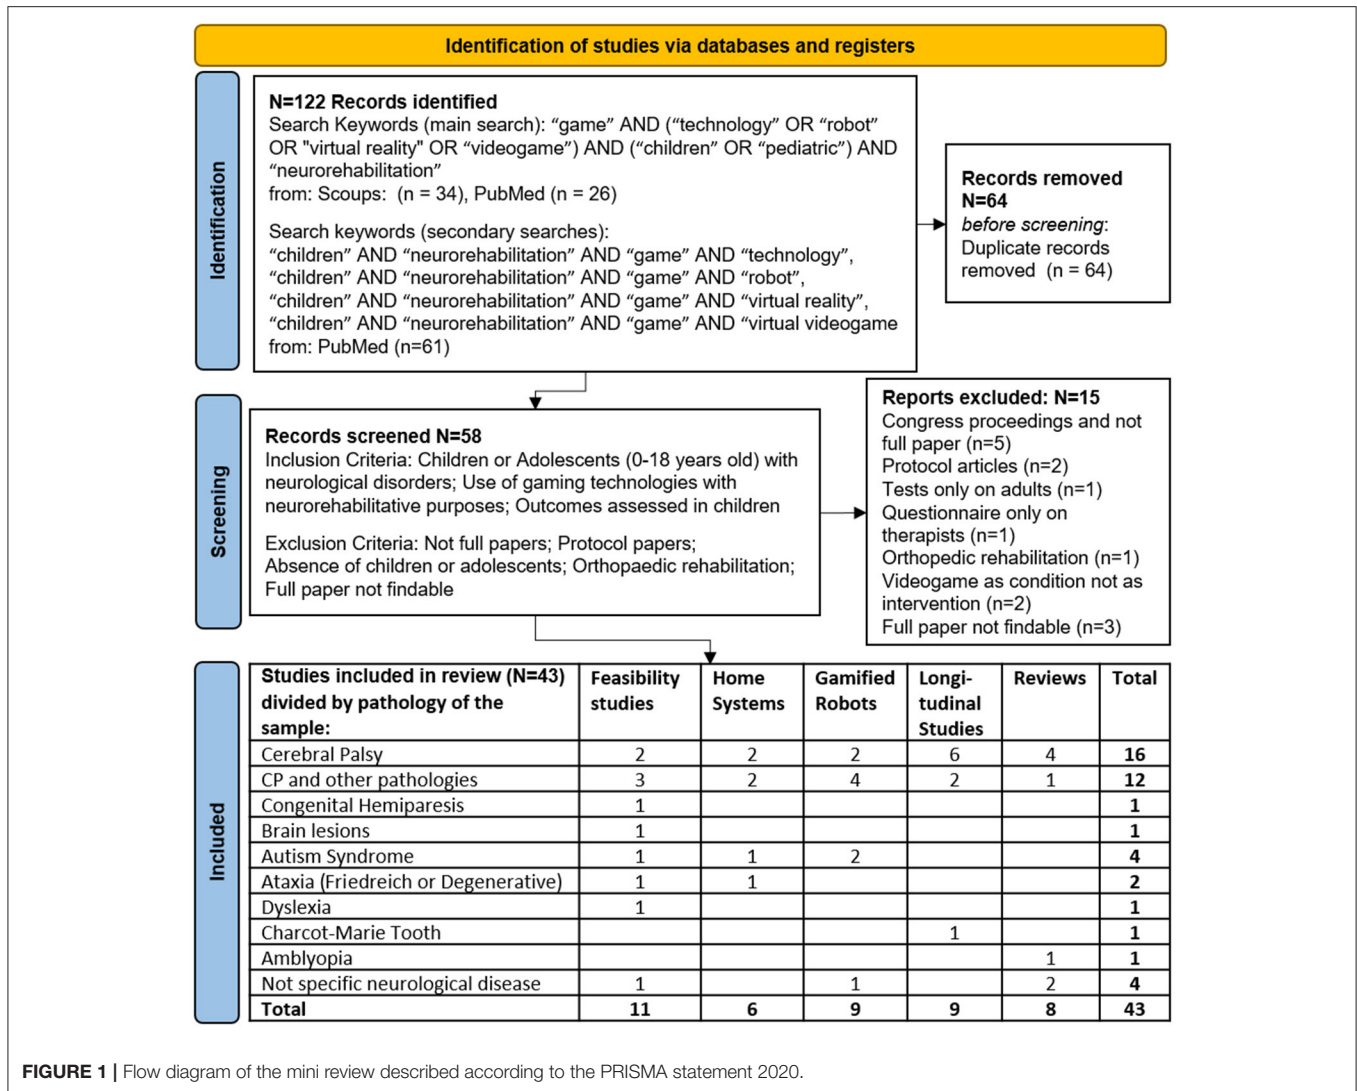 Identification of studies via databases and registers
Identification
N=122 Records identified
Search Keywords (main search): “game” AND (“technology” OR “robot”
OR "virtual reality" OR “videogame”) AND (“children” OR “pediatric”) AND
“neurorehabilitation”
from: Scoups: (n = 34), PubMed (n = 26)
Search keywords (secondary searches):
“children” AND “neurorehabilitation” AND “game” AND “technology”,
“children” AND “neurorehabilitation” AND “game” AND “robot”,
“children” AND “neurorehabilitation” AND “game” AND “virtual reality”,
“children” AND “neurorehabilitation” AND “game” AND “virtual videogame
from: PubMed (n=61)
Records removed
N=64
before screening:
Duplicate records
removed (n = 64)
Screening
Records screened N=58
Inclusion Criteria: Children or Adolescents (0-18 years old) with
neurological disorders; Use of gaming technologies with
neurorehabilitative purposes; Outcomes assessed in children
Exclusion Criteria: Not full papers; Protocol papers;
Absence of children or adolescents; Orthopaedic rehabilitation;
Full paper not findable
Reports excluded: N=15
Congress proceedings and not
full paper (n=5)
Protocol articles (n=2)
Tests only on adults (n=1)
Questionnaire only on
therapists (n=1)
Orthopedic rehabilitation (n=1)
Videogame as condition not as
intervention (n=2)
Full paper not findable (n=3)
Included
Studies included in review (N=43) Feasibility Home Gamified Longi- Reviews Total
divided by pathology of the studies Systems Robots tudinal
sample: Studies
Cerebral Palsy 2 2 2 6 4 16
CP and other pathologies 3 2 4 2 1 12
Congenital Hemiparesis 1 1
Brain lesions 1 1
Autism Syndrome 1 1 2 4
Ataxia (Friedreich or Degenerative) 1 1 2
Dyslexia 1 1
Charcot-Marie Tooth 1 1
Amblyopia 1 1
Not specific neurological disease 1 1 2 4
Total 11 6 9 9 8 43
FIGURE 1 | Flow diagram of the mini review described according to the PRISMA statement 2020.